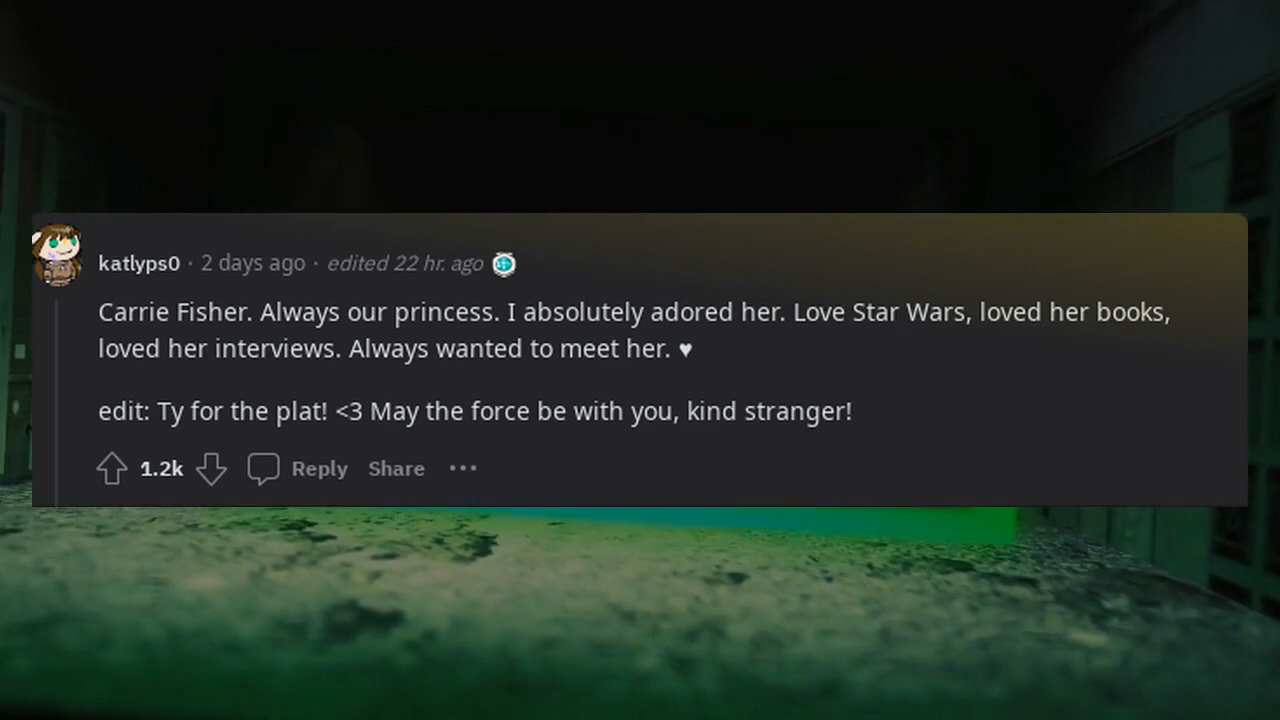 katlyps0 · 2 days ago · edited 22 hr. ago
Carrie Fisher. Always our princess. I absolutely adored her. Love Star Wars, loved her books,
loved her interviews. Always wanted to meet her. ♥
edit: Ty for the plat! <3 May the force be with you, kind stranger!
1.2k Reply Share ···